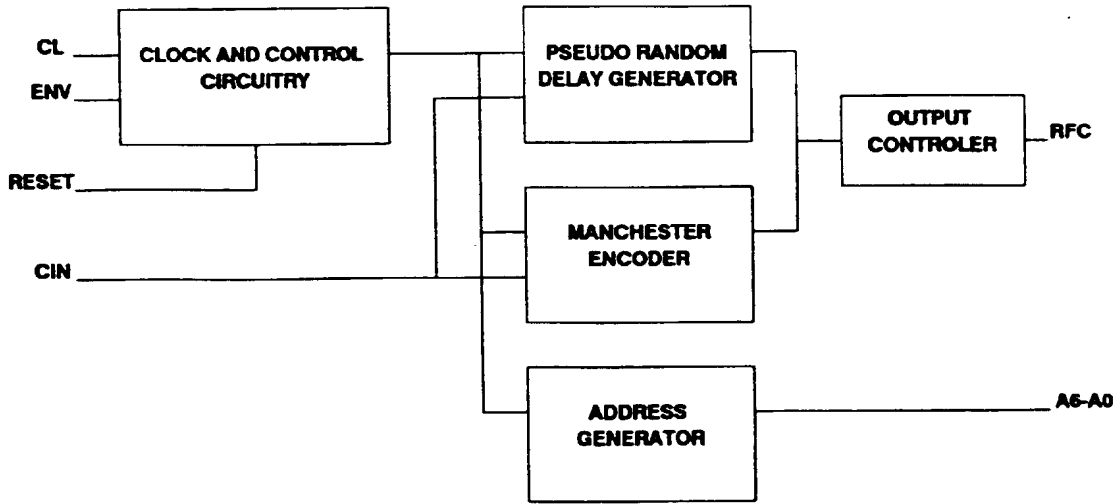 CL
ENV
RESET
CIN
CLOCK AND CONTROL
CIRCUITRY
PSEUDO RANDOM
DELAY GENERATOR
MANCHESTER
ENCODER
ADDRESS
GENERATOR
OUTPUT
CONTROLER
RFC
A6-A0